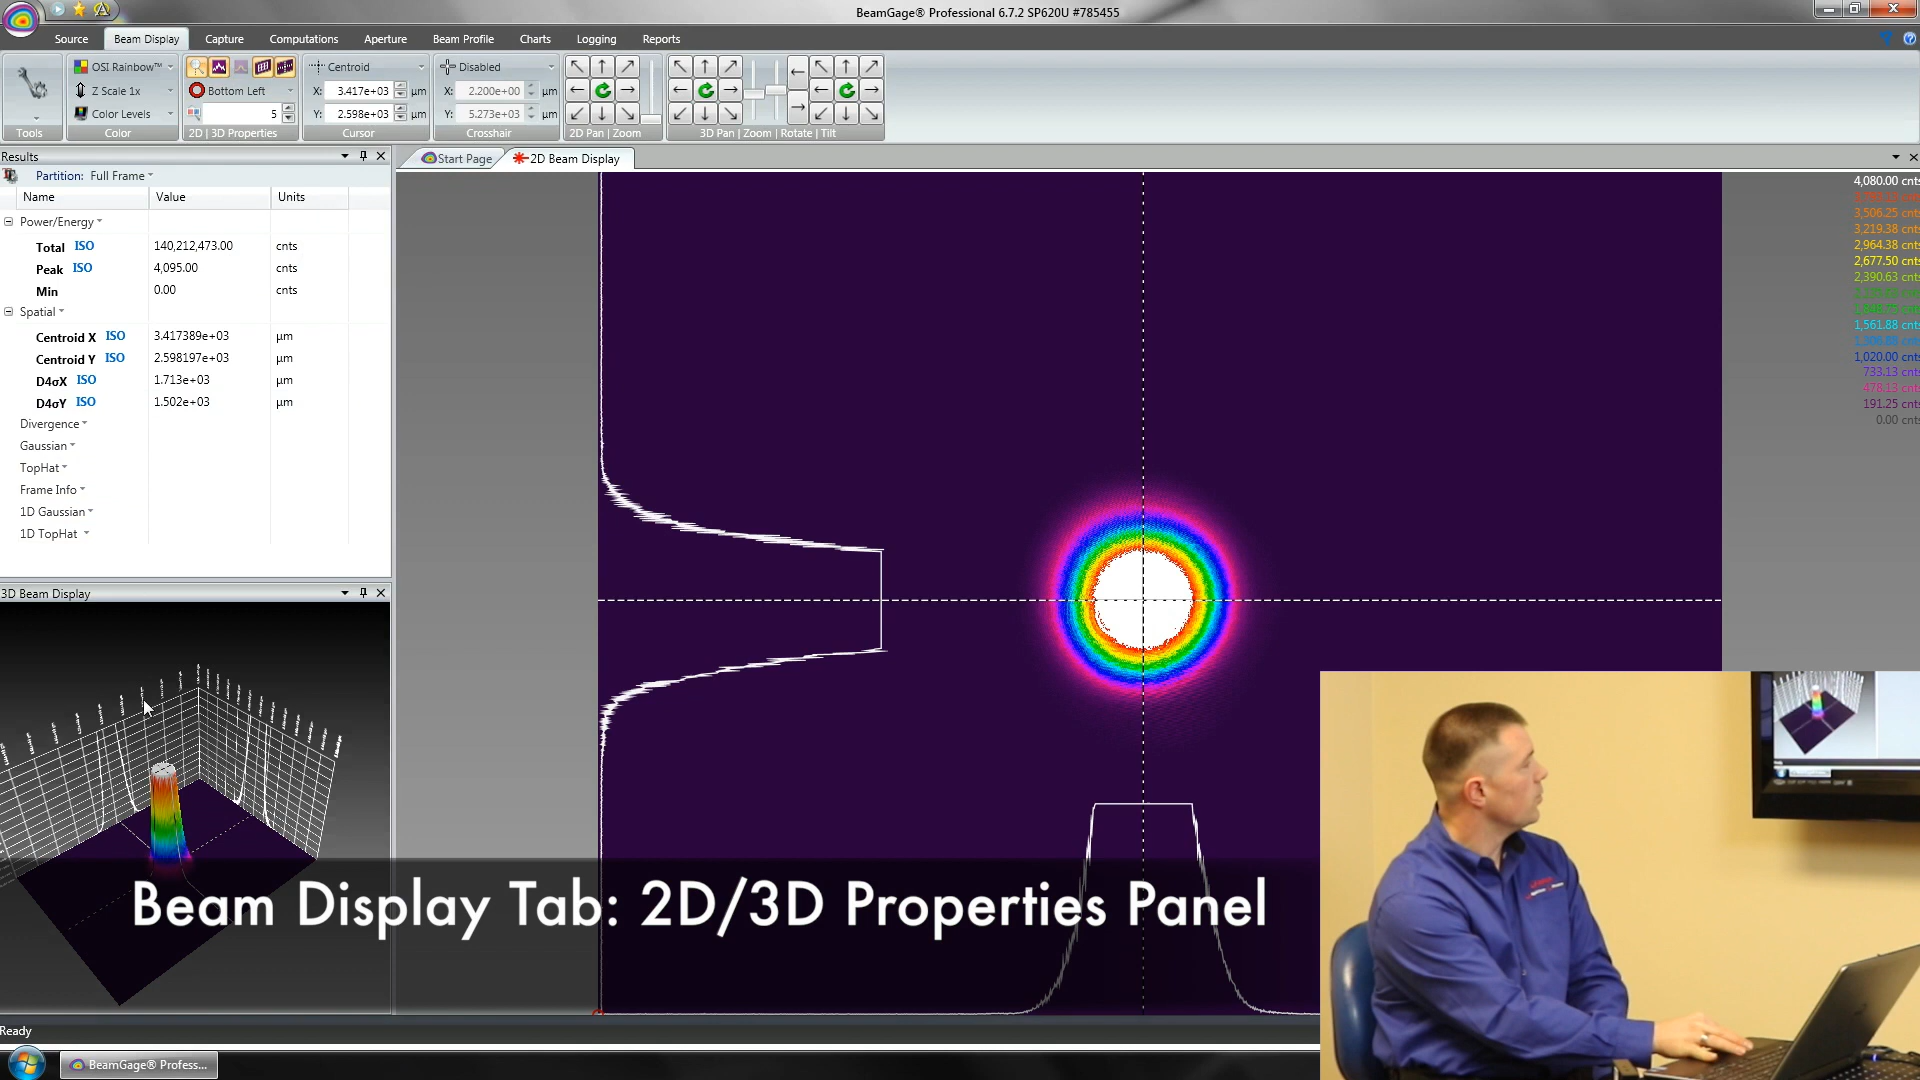 BeamGage® Professional 6.7.2 SP620U #785455
Source Beam Display Capture Computations Aperture Beam Profile Charts Logging Reports
OSI Rainbow™ Centroid Disabled
Z Scale 1x Bottom Left X: 3.417e+03 µm X: 2.200e+00 µm
Color Levels 5 Y: 2.598e+03 µm Y: 5.273e+03 µm
Tools Color 2D | 3D Properties Cursor Crosshair 2D Pan | Zoom 3D Pan | Zoom | Rotate | Tilt
Results
Start Page 2D Beam Display
Partition: Full Frame
Name Value Units
Power/Energy
Total ISO 140,212,473.00 cnts
Peak ISO 4,095.00 cnts
Min 0.00 cnts
Spatial
Centroid X ISO 3.417389e+03 µm
Centroid Y ISO 2.598197e+03 µm
D4σX ISO 1.713e+03 µm
D4σY ISO 1.502e+03 µm
Divergence
Gaussian
TopHat
Frame Info
1D Gaussian
1D TopHat
4,080.00 cnts
3,506.25 cnts
3,219.38 cnts
2,964.38 cnts
2,677.50 cnts
2,390.63 cnts
1,561.88 cnts
1,020.00 cnts
733.13 cnts
478.13 cnts
191.25 cnts
0.00 cnts
3D Beam Display
Beam Display Tab: 2D/3D Properties Panel
Ready
BeamGage® Profess...